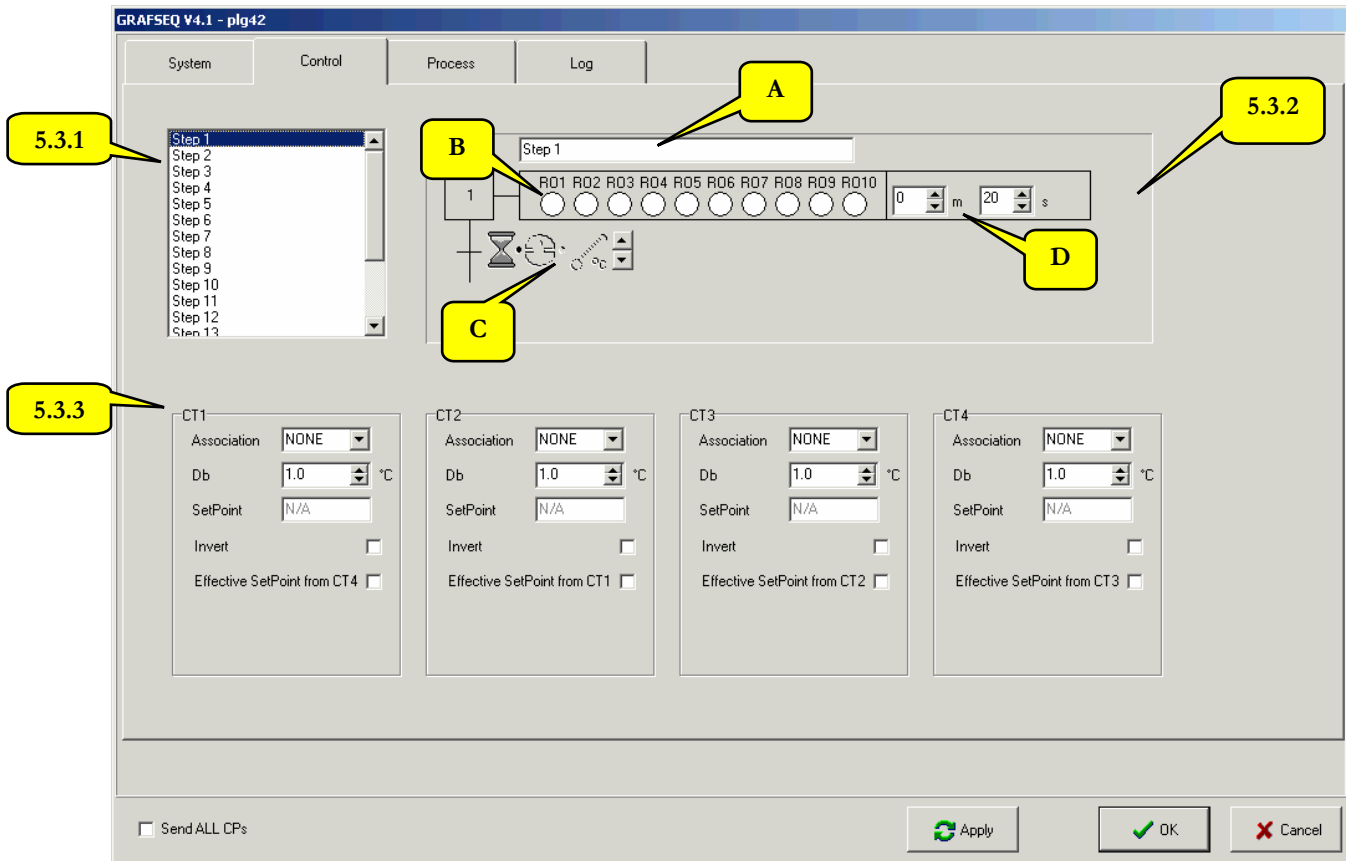 GRAFSEQ V4.1 - plg42
System Control Process Log
A
5.3.2
5.3.1
B
Step 1
Step 2
Step 3
Step 4
Step 5
Step 6
Step 7
Step 8
Step 9
Step 10
Step 11
Step 12
Step 13
Step 1
1
RO1 RO2 RO3 RO4 RO5 RO6 RO7 RO8 RO9 RO10
0 m 20 s
°C
C
D
5.3.3
CT1
Association NONE
Db 1.0 °C
SetPoint N/A
Invert
Effective SetPoint from CT4
CT2
Association NONE
Db 1.0 °C
SetPoint N/A
Invert
Effective SetPoint from CT1
CT3
Association NONE
Db 1.0 °C
SetPoint N/A
Invert
Effective SetPoint from CT2
CT4
Association NONE
Db 1.0 °C
SetPoint N/A
Invert
Effective SetPoint from CT3
Send ALL CPs
Apply OK Cancel